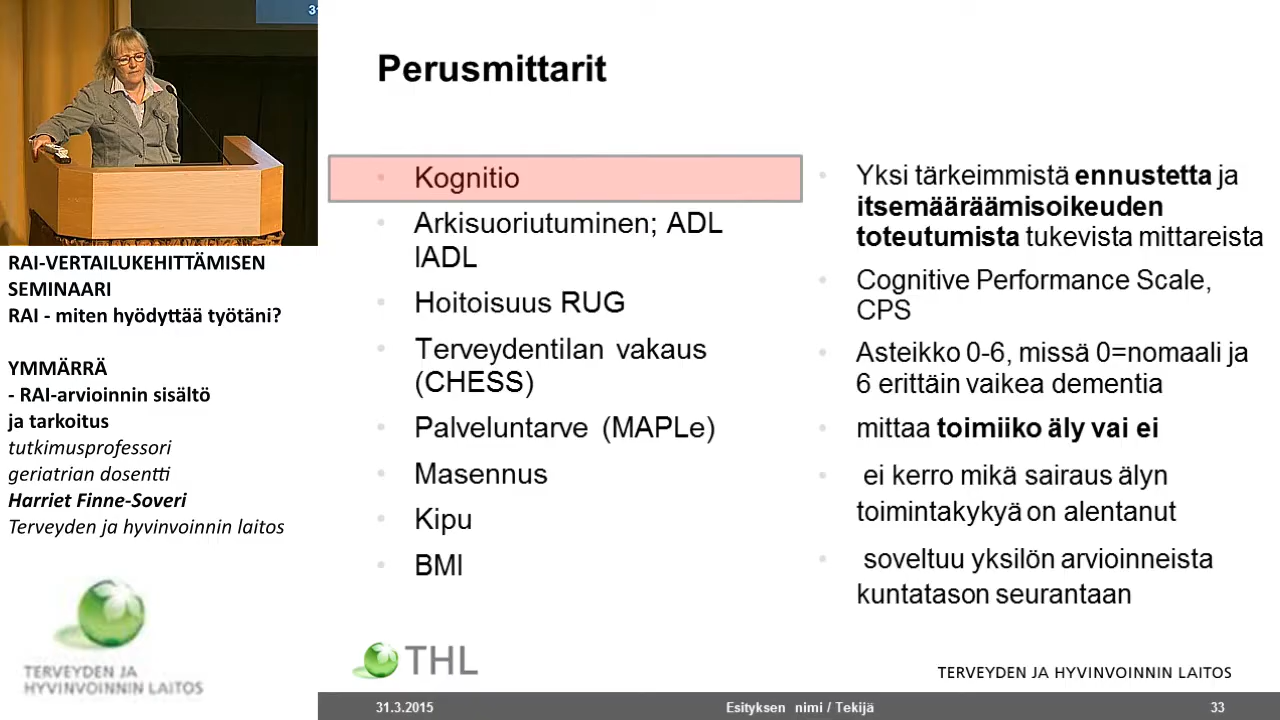 31
RAI-VERTAILUKEHITTÄMISEN
SEMINAARI
RAI - miten hyödyttää työtäni?
YMMÄRRÄ
- RAI-arvioinnin sisältö
ja tarkoitus
tutkimusprofessori
geriatrian dosentti
Harriet Finne-Soveri
Terveyden ja hyvinvoinnin laitos
TERVEYDEN JA
HYVINVOINNIN LAITOS
Perusmittarit
Kognitio
Arkisuoriutuminen; ADL
IADL
Hoitoisuus RUG
Terveydentilan vakaus
(CHESS)
Palveluntarve (MAPLe)
Masennus
Kipu
BMI
Yksi tärkeimmistä ennustetta ja
itsemääräämisoikeuden
toteutumista tukevista mittareista
Cognitive Performance Scale,
CPS
Asteikko 0-6, missä 0=nomaali ja
6 erittäin vaikea dementia
mittaa toimiiko äly vai ei
ei kerro mikä sairaus älyn
toimintakykyä on alentanut
soveltuu yksilön arvioinneista
kuntatason seurantaan
THL
TERVEYDEN JA HYVINVOINNIN LAITOS
31.3.2015
Esityksen nimi / Tekijä
33